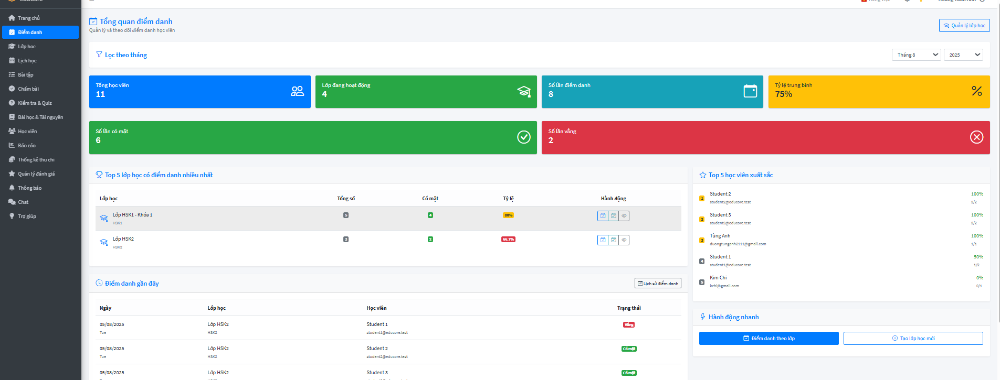 Trang chủ
Điểm danh
Lớp học
Lịch học
Bài tập
Chấm bài
Kiểm tra & Quiz
Bài học & Tài nguyên
Học viên
Báo cáo
Thống kê thu chi
Quản lý đánh giá
Thông báo
Chat
Trợ giúp
Tổng quan điểm danh
Quản lý và theo dõi điểm danh học viên
Quản lý lớp học
Lọc theo tháng
Tháng 8
2025
Tổng học viên
11
Lớp đang hoạt động
4
Số lần điểm danh
8
Tỷ lệ trung bình
75%
Số lần có mặt
6
Số lần vắng
2
Top 5 lớp học có điểm danh nhiều nhất
Lớp học Tổng số Có mặt Tỷ lệ Hành động
Lớp HSK1 - Khóa 1 5 4 80%
HSK1
Lớp HSK2 3 2 66.7%
HSK2
Điểm danh gần đây
Lịch sử điểm danh
Ngày Lớp học Học viên Trạng thái
05/08/2025 Lớp HSK2 Student 1 Vắng
Tue HSK2 student1@educore.test
05/08/2025 Lớp HSK2 Student 2 Có mặt
Tue HSK2 student2@educore.test
05/08/2025 Lớp HSK2 Student 3 Có mặt
Top 5 học viên xuất sắc
1 Student 2 100%
student2@educore.test 2/2
2 Student 3 100%
student3@educore.test 2/2
3 Tùng Anh 100%
duongtunganh2111@gmail.com 1/1
4 Student 1 50%
student1@educore.test 1/2
5 Kim Chi 0%
kchi@gmail.com 0/1
Hành động nhanh
Điểm danh theo lớp
Tạo lớp học mới